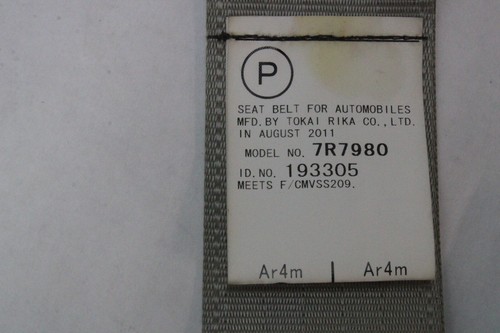 P
SEAT BELT FOR AUTOMOBILES
MFD. BY TOKAI RIKA CO., LTD.
IN AUGUST 2011
MODEL NO. 7R7980
ID. NO. 193305
MEETS F/CMVSS209.
Ar4m | Ar4m